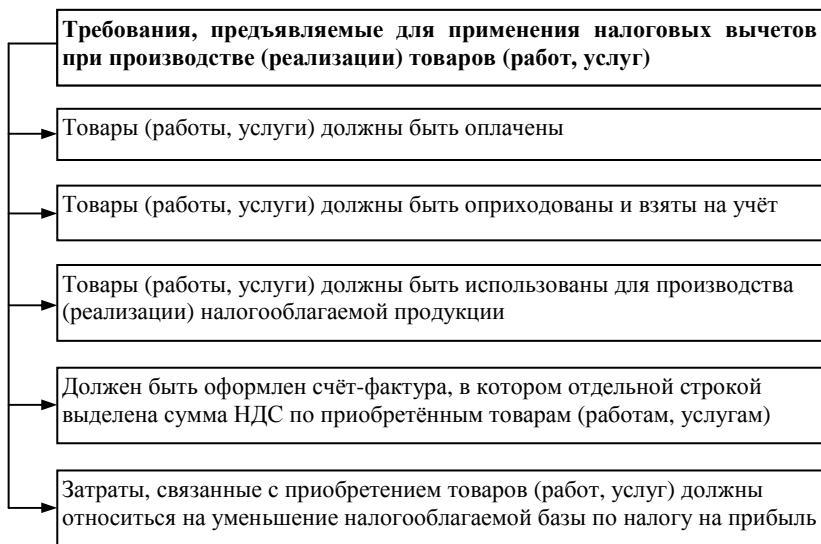 Требования, предъявляемые для применения налоговых вычетов
при производстве (реализации) товаров (работ, услуг)
Товары (работы, услуги) должны быть оплачены
Товары (работы, услуги) должны быть оприходованы и взяты на учёт
Товары (работы, услуги) должны быть использованы для производства
(реализации) налогооблагаемой продукции
Должен быть оформлен счёт-фактура, в котором отдельной строкой
выделена сумма НДС по приобретённым товарам (работам, услугам)
Затраты, связанные с приобретением товаров (работ, услуг) должны
относиться на уменьшение налогооблагаемой базы по налогу на прибыль